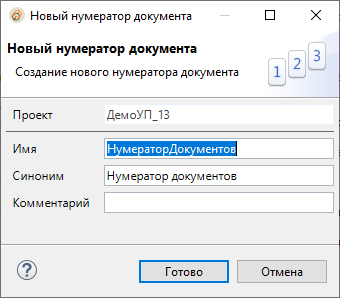 Новый нумератор документа
Новый нумератор документа
Создание нового нумератора документа
1 2 3
Проект ДемоУП_13
Имя НумераторДокументов
Синоним Нумератор документов
Комментарий
? Готово Отмена